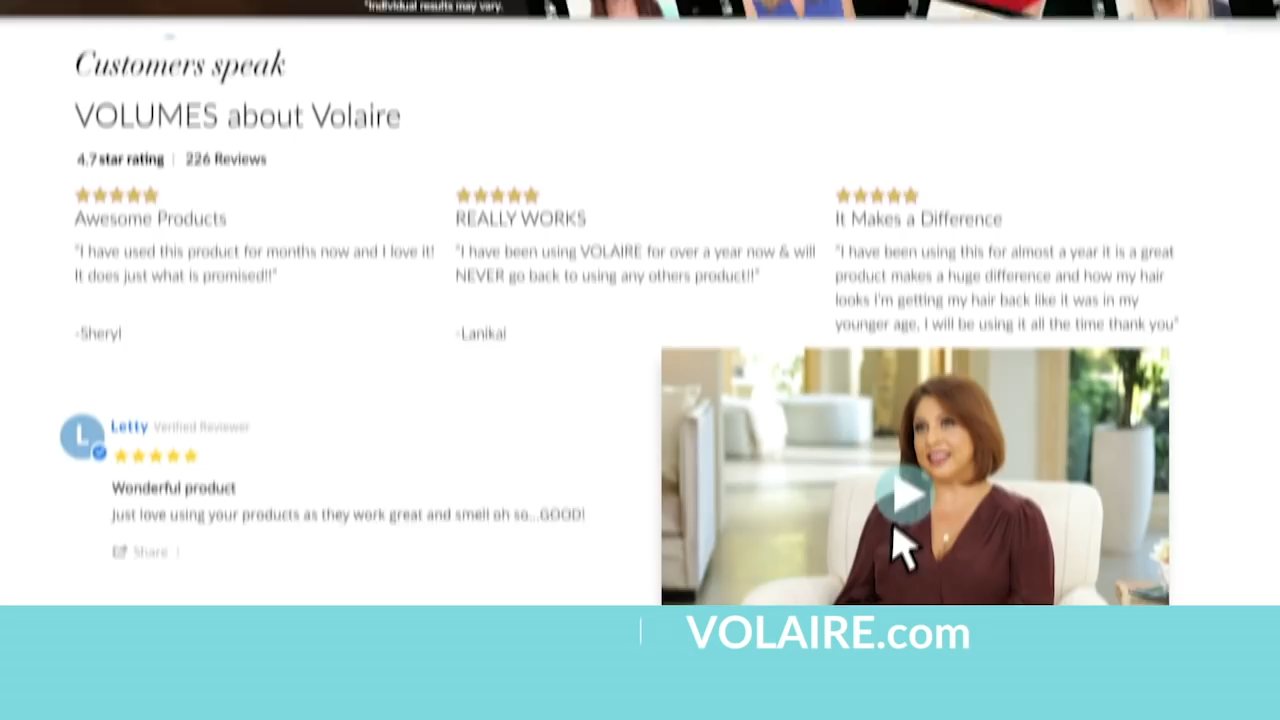 *Individual results may vary.
Customers speak
VOLUMES about Volaire
4.7 star rating | 226 Reviews
Awesome Products
"I have used this product for months now and I love it!
It does just what is promised!!"
-Sheryl
REALLY WORKS
"I have been using VOLAIRE for over a year now & will
NEVER go back to using any others product!!"
-Lanikai
It Makes a Difference
"I have been using this for almost a year it is a great
product makes a huge difference and how my hair
looks I'm getting my hair back like it was in my
younger age, I will be using it all the time thank you"
L
Letty Verified Reviewer
Wonderful product
Just love using your products as they work great and smell oh so...GOOD!
Share |
| VOLAIRE.com